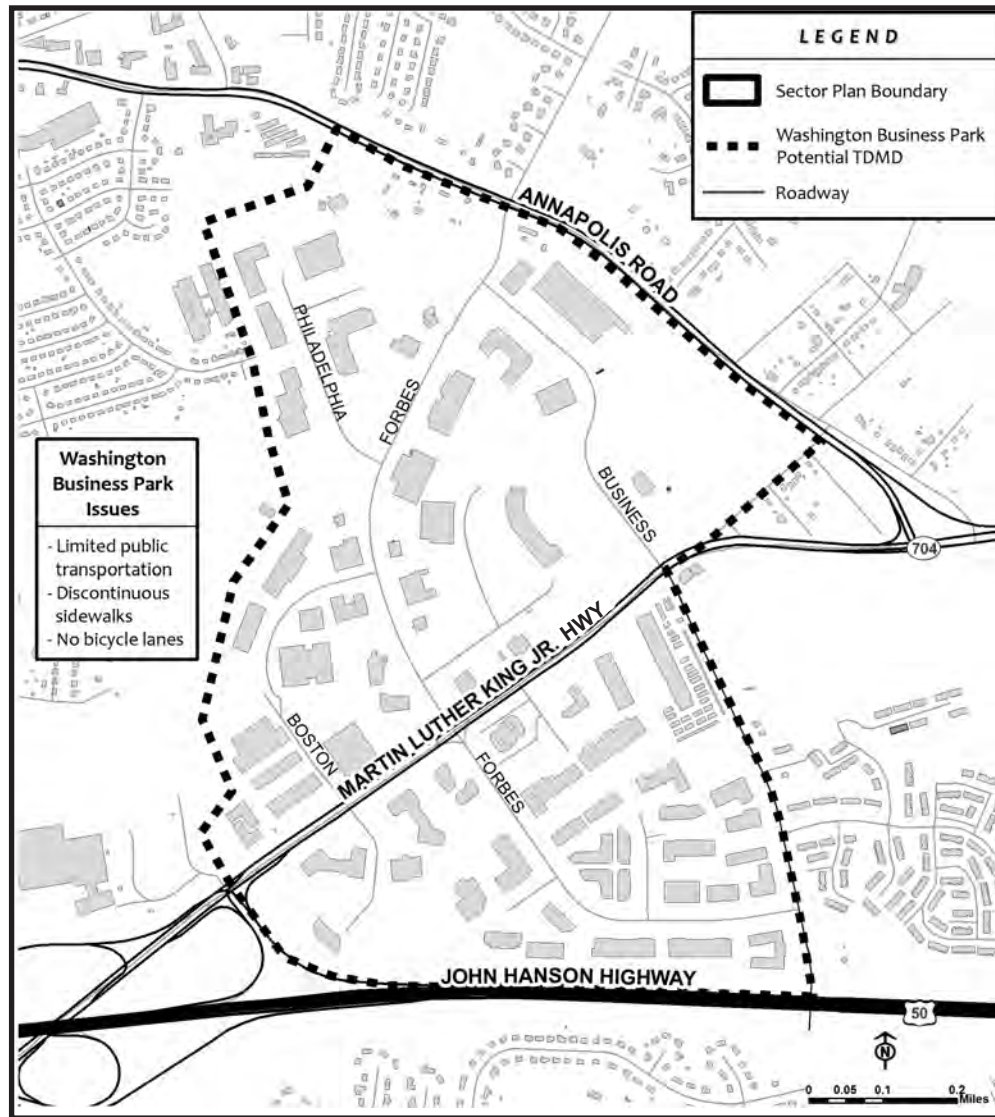 LEGEND
Sector Plan Boundary
Washington Business Park
Potential TDMD
Roadway
ANNAPOLIS ROAD
PHILADELPHIA
FORBES
BUSINESS
Washington
Business Park
Issues
- Limited public
transportation
- Discontinuous
sidewalks
- No bicycle lanes
704
MARTIN LUTHER KING JR. HWY
BOSTON
FORBES
JOHN HANSON HIGHWAY
50
N
0 0.05 0.1 0.2
Miles